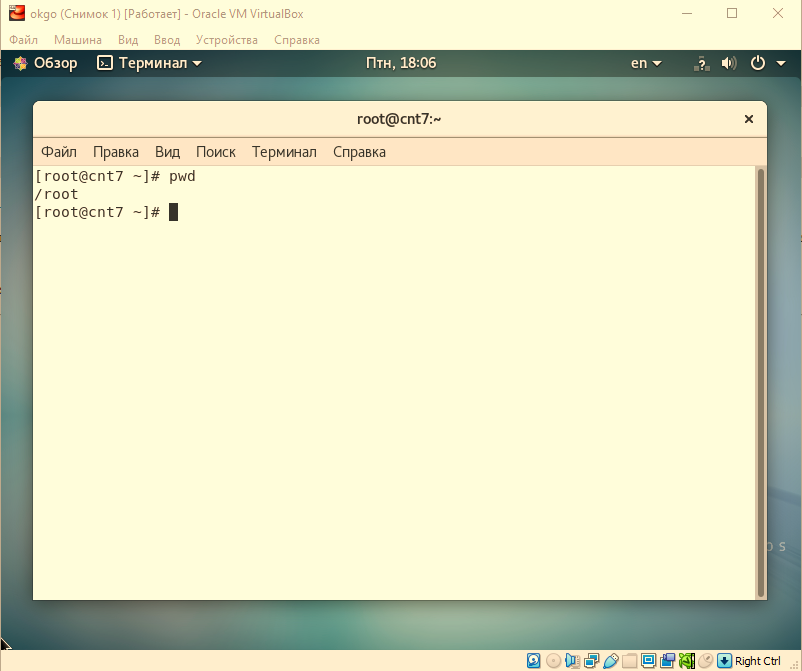 okgo (Снимок 1) [Работает] - Oracle VM VirtualBox
Файл Машина Вид Ввод Устройства Справка
Обзор Терминал Птн, 18:06 en ?
root@cnt7:~
Файл Правка Вид Поиск Терминал Справка
[root@cnt7 ~]# pwd
/root
[root@cnt7 ~]#
O S
Right Ctrl